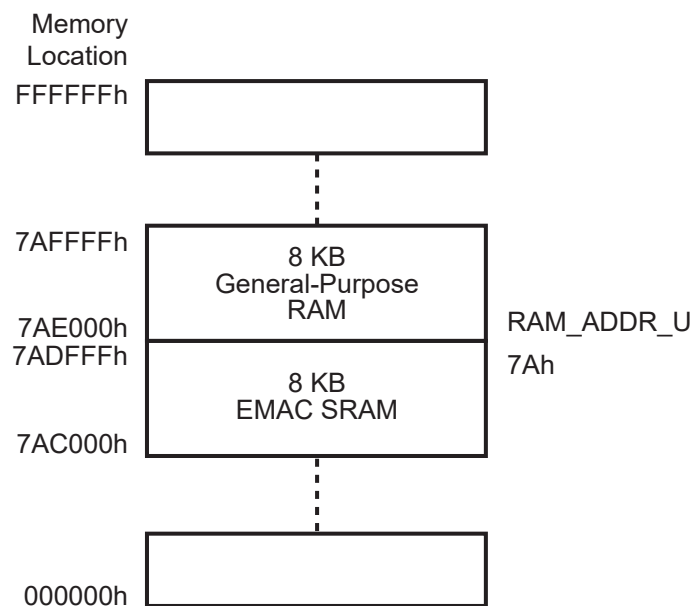 Memory
Location
FFFFFFh
7AFFFFh
8 KB
General-Purpose
RAM
7AE000h
RAM_ADDR_U
7ADFFFh
7Ah
8 KB
EMAC SRAM
7AC000h
000000h